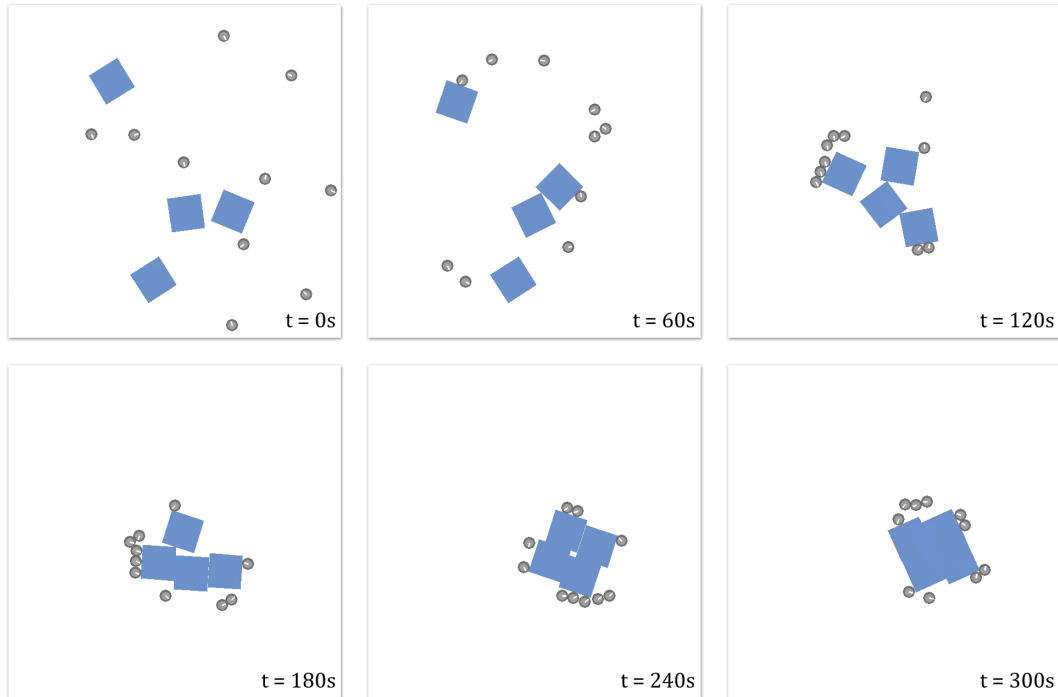 t = 0s
t = 60s
t = 120s
t = 180s
t = 240s
t = 300s